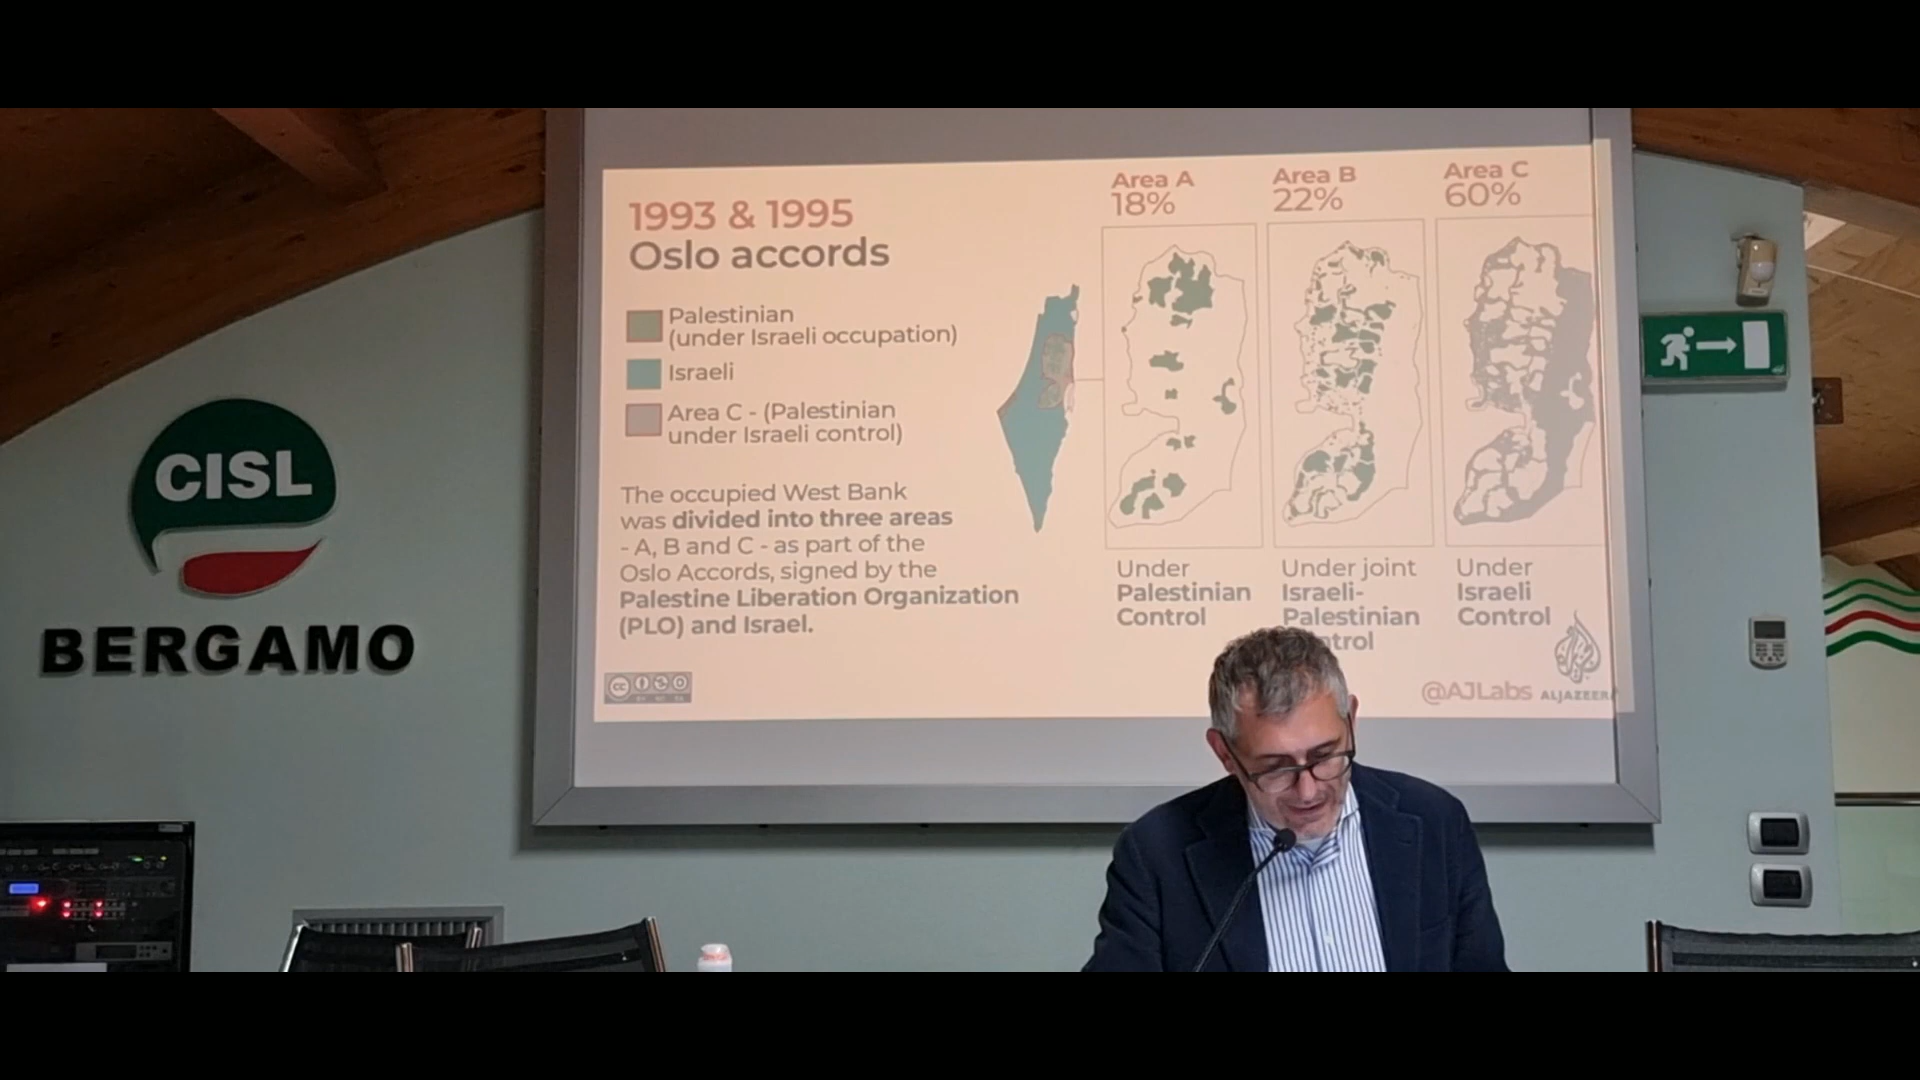 1993 & 1995
Oslo accords
Palestinian
(under Israeli occupation)
Israeli
Area C - (Palestinian
under Israeli control)
The occupied West Bank
was divided into three areas
- A, B and C - as part of the
Oslo Accords, signed by the
Palestine Liberation Organization
(PLO) and Israel.
Area A
18%
Under
Palestinian
Control
Area B
22%
Under joint
Israeli-
Palestinian
ntrol
Area C
60%
Under
Israeli
Control
@AJLabs
ALJAZEER
cc
CISL
BERGAMO